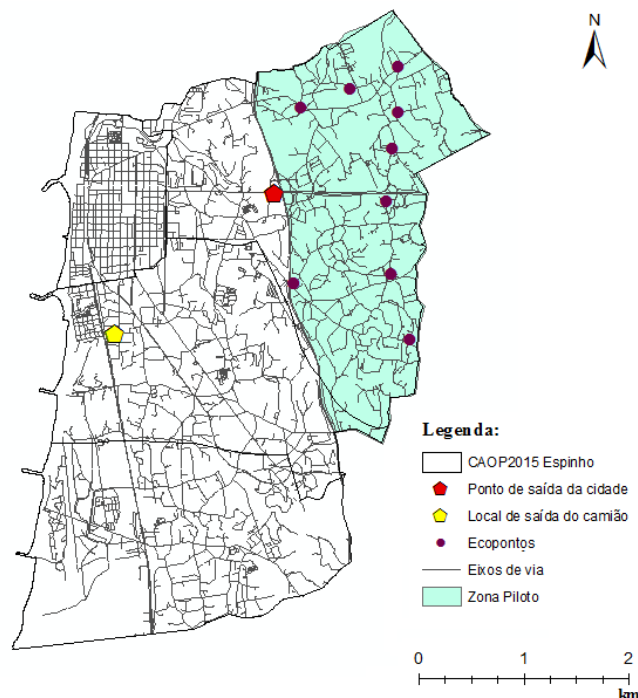 N
Legenda:
CAOP2015 Espinho
Ponto de saída da cidade
Local de saída do camião
Ecopontos
Eixos de via
Zona Piloto
0 1 2
km